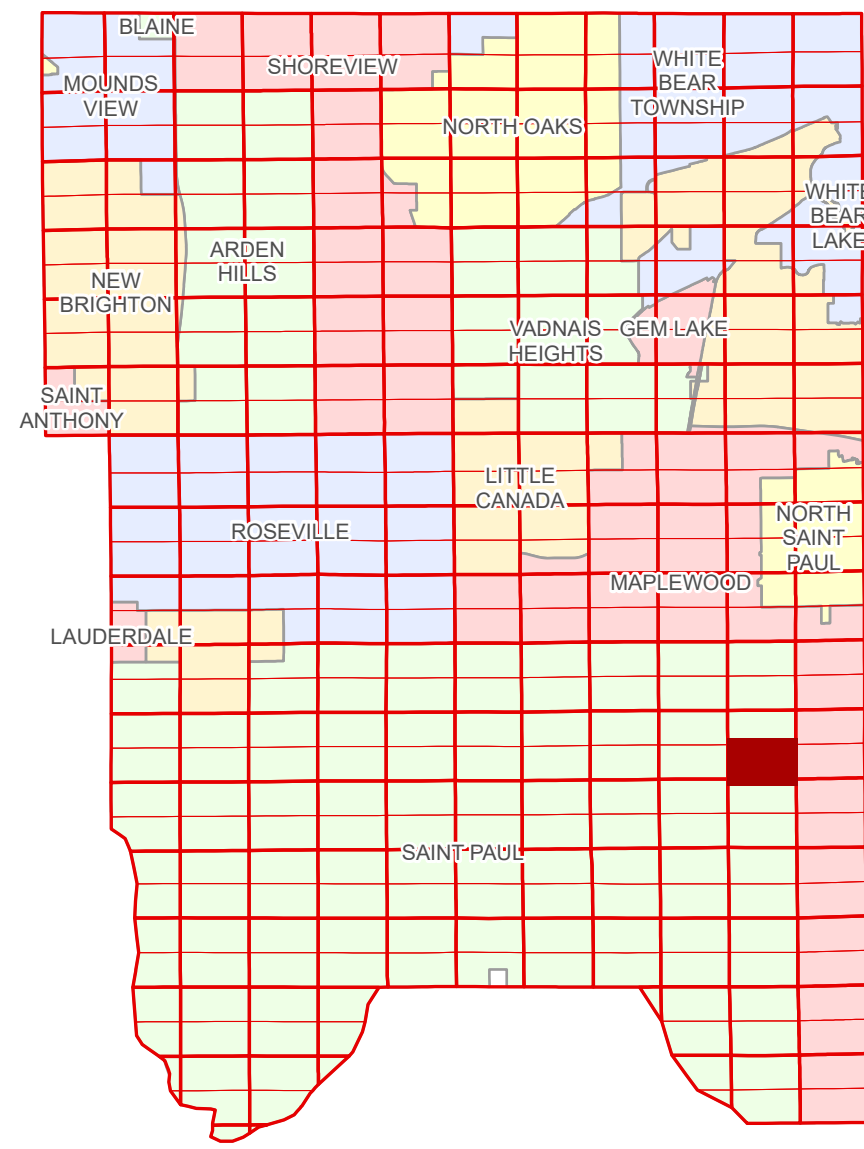 BLAINE
SHOREVIEW
WHITE
BEAR
TOWNSHIP
MOUNDS
VIEW
NORTH OAKS
WHITE
BEAR
LAKE
ARDEN
HILLS
NEW
BRIGHTON
VADNAIS
HEIGHTS
GEM LAKE
SAINT
ANTHONY
LITTLE
CANADA
ROSEVILLE
NORTH
SAINT
PAUL
MAPLEWOOD
LAUDERDALE
SAINT PAUL